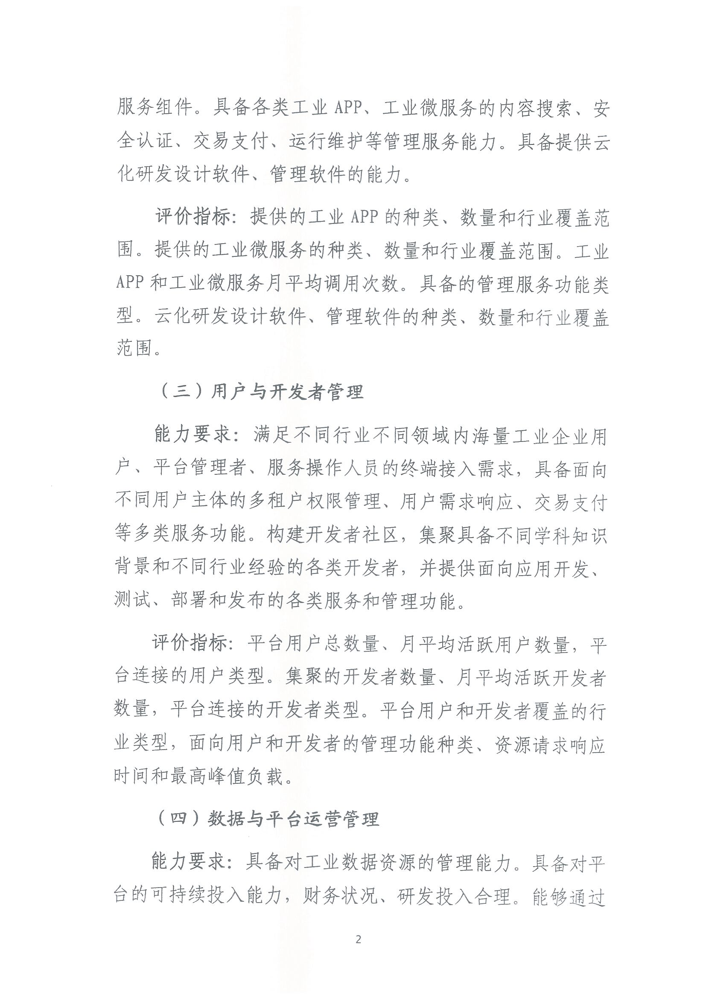 服务组件。具备各类工业 APP、工业微服务的内容搜索、安
全认证、交易支付、运行维护等管理服务能力。具备提供云
化研发设计软件、管理软件的能力。
评价指标：提供的工业 APP 的种类、数量和行业覆盖范
围。提供的工业微服务的种类、数量和行业覆盖范围。工业
APP 和工业微服务月平均调用次数。具备的管理服务功能类
型。云化研发设计软件、管理软件的种类、数量和行业覆盖
范围。
（三）用户与开发者管理
能力要求：满足不同行业不同领域内海量工业企业用
户、平台管理者、服务操作人员的终端接入需求，具备面向
不同用户主体的多租户权限管理、用户需求响应、交易支付
等多类服务功能。构建开发者社区，集聚具备不同学科知识
背景和不同行业经验的各类开发者，并提供面向应用开发、
测试、部署和发布的各类服务和管理功能。
评价指标：平台用户总数量、月平均活跃用户数量，平
台连接的用户类型。集聚的开发者数量、月平均活跃开发者
数量，平台连接的开发者类型。平台用户和开发者覆盖的行
业类型，面向用户和开发者的管理功能种类、资源请求响应
时间和最高峰值负载。
（四）数据与平台运营管理
能力要求：具备对工业数据资源的管理能力。具备对平
台的可持续投入能力，财务状况、研发投入合理。能够通过
2